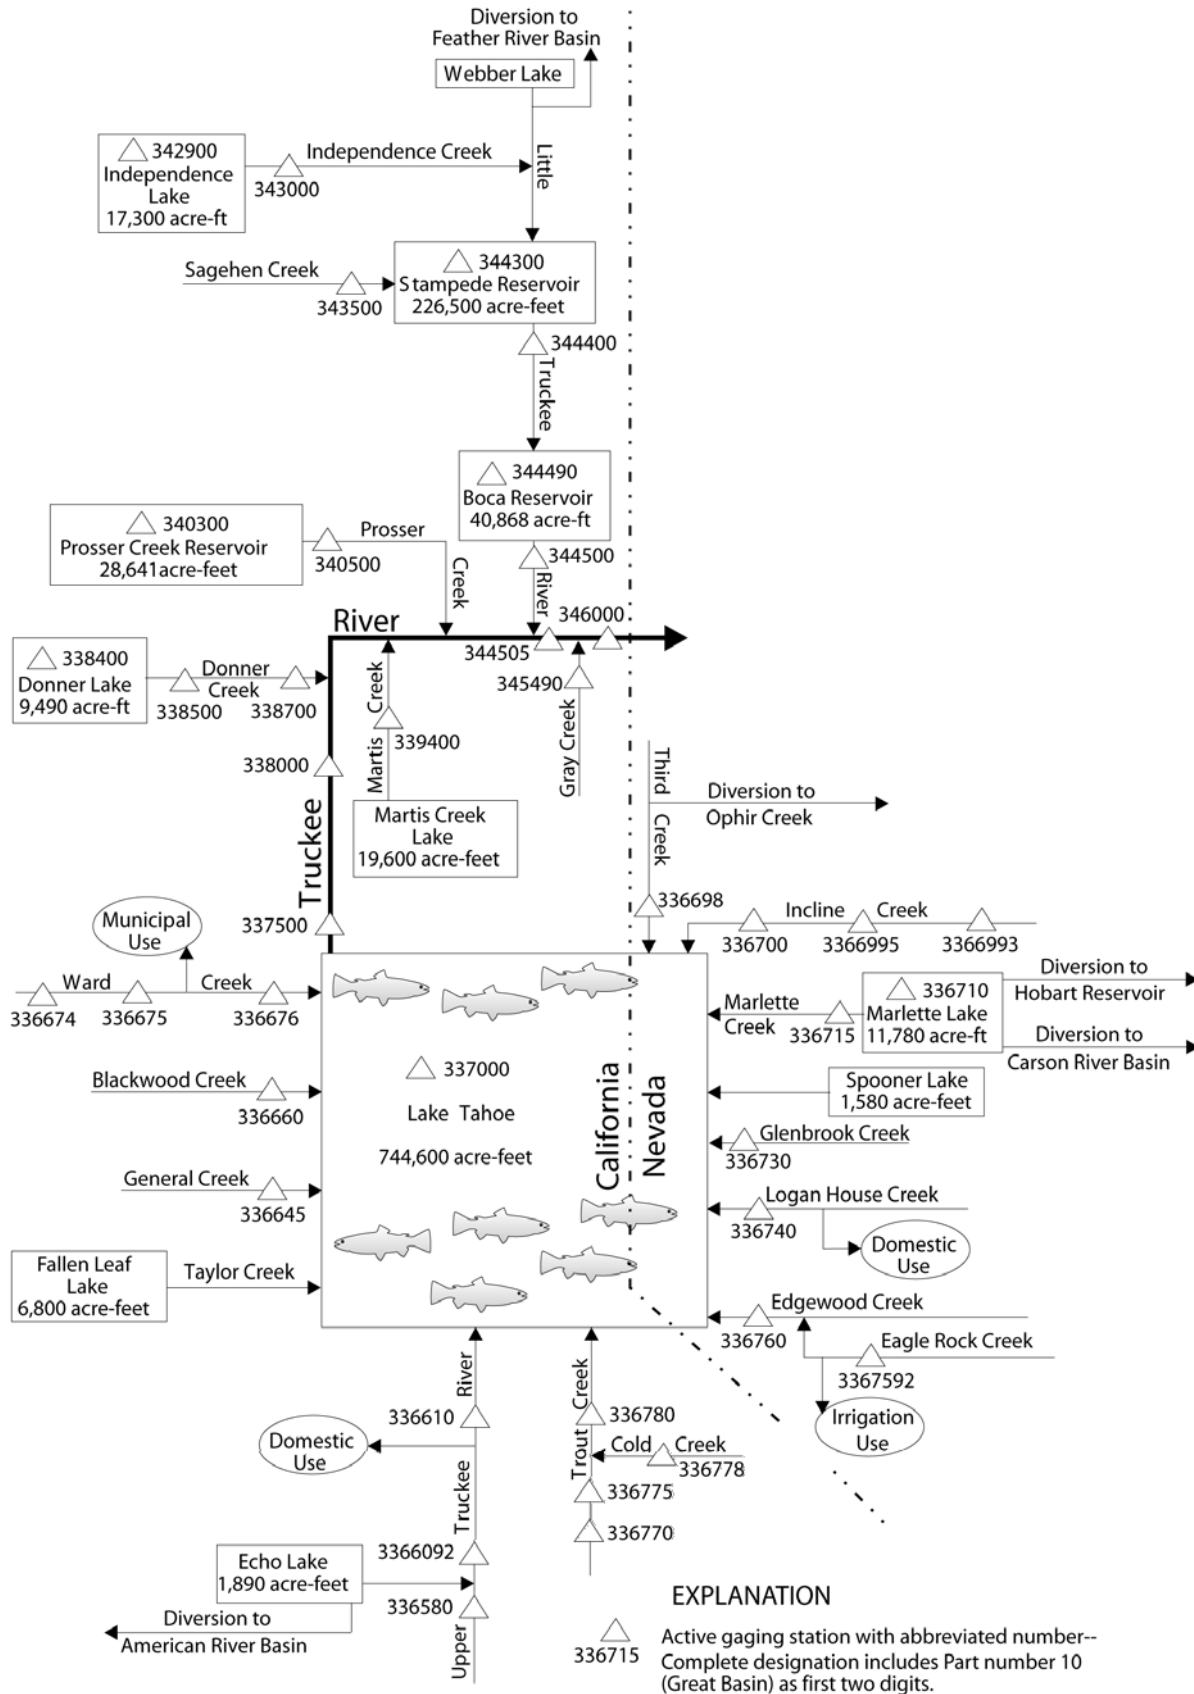 Diversion to
Feather River Basin
Webber Lake
342900
Independence
Lake
17,300 acre-ft
343000
Independence Creek
Little
Sagehen Creek
343500
344300
Stampede Reservoir
226,500 acre-feet
344400
Truckee
344490
Boca Reservoir
40,868 acre-ft
344500
River
340300
Prosser Creek Reservoir
28,641acre-feet
340500
Prosser
Creek
River
346000
344505
338400
Donner Lake
9,490 acre-ft
Donner
Creek
338500
338700
Martis Creek
339400
345490
Gray Creek
338000
Martis Creek
Lake
19,600 acre-feet
Truckee
337500
Third
Creek
Diversion to
Ophir Creek
336698
Incline Creek
336700
3366995
3366993
Municipal
Use
Ward Creek
336674
336675
336676
Marlette
Creek
336715
336710
Marlette Lake
11,780 acre-ft
Diversion to
Hobart Reservoir
Diversion to
Carson River Basin
Blackwood Creek
336660
337000
Lake Tahoe
744,600 acre-feet
California
Nevada
Spooner Lake
1,580 acre-feet
Glenbrook Creek
336730
General Creek
336645
Logan House Creek
336740
Domestic
Use
Fallen Leaf
Lake
6,800 acre-feet
Taylor Creek
Edgewood Creek
336760
Eagle Rock Creek
3367592
Irrigation
Use
River
336610
Domestic
Use
Truckee
3366092
Echo Lake
1,890 acre-feet
336580
Diversion to
American River Basin
Upper
Creek
336780
Cold Creek
336778
Trout
336775
336770
EXPLANATION
336715
Active gaging station with abbreviated number--
Complete designation includes Part number 10
(Great Basin) as first two digits.